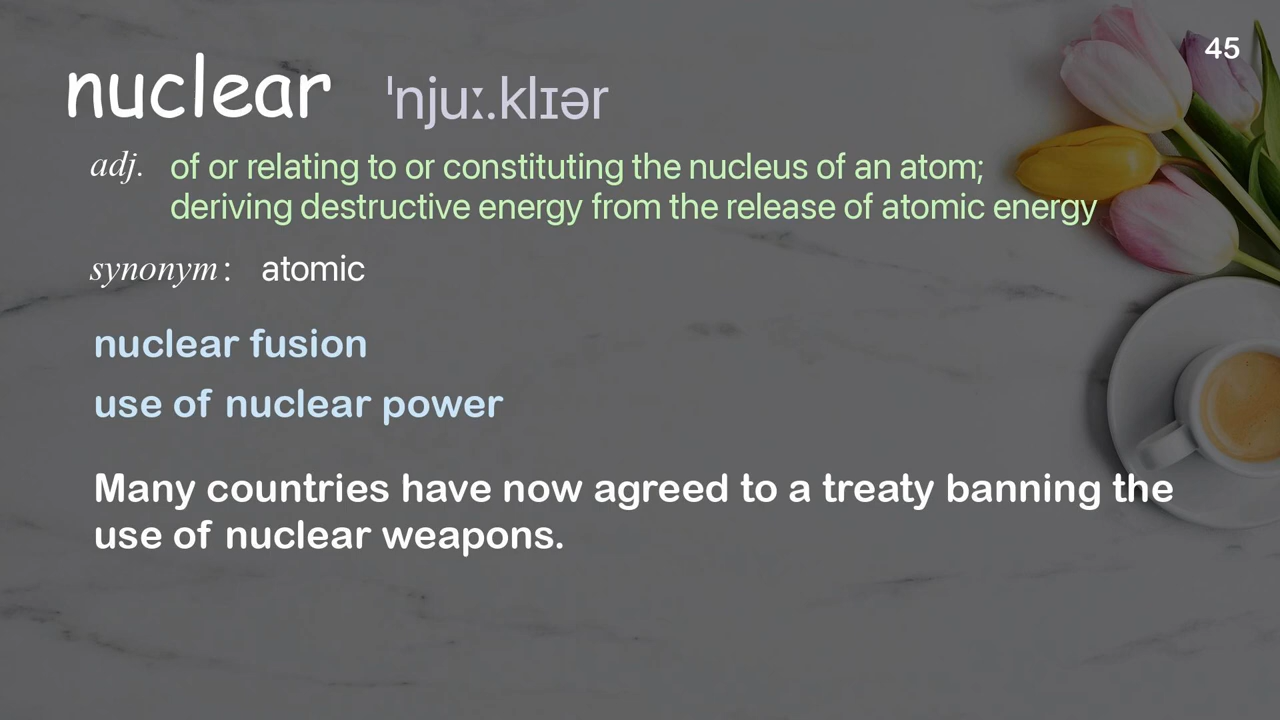 45
nuclear ˈnjuː.klɪər
adj. of or relating to or constituting the nucleus of an atom;
deriving destructive energy from the release of atomic energy
synonym : atomic
nuclear fusion
use of nuclear power
Many countries have now agreed to a treaty banning the
use of nuclear weapons.